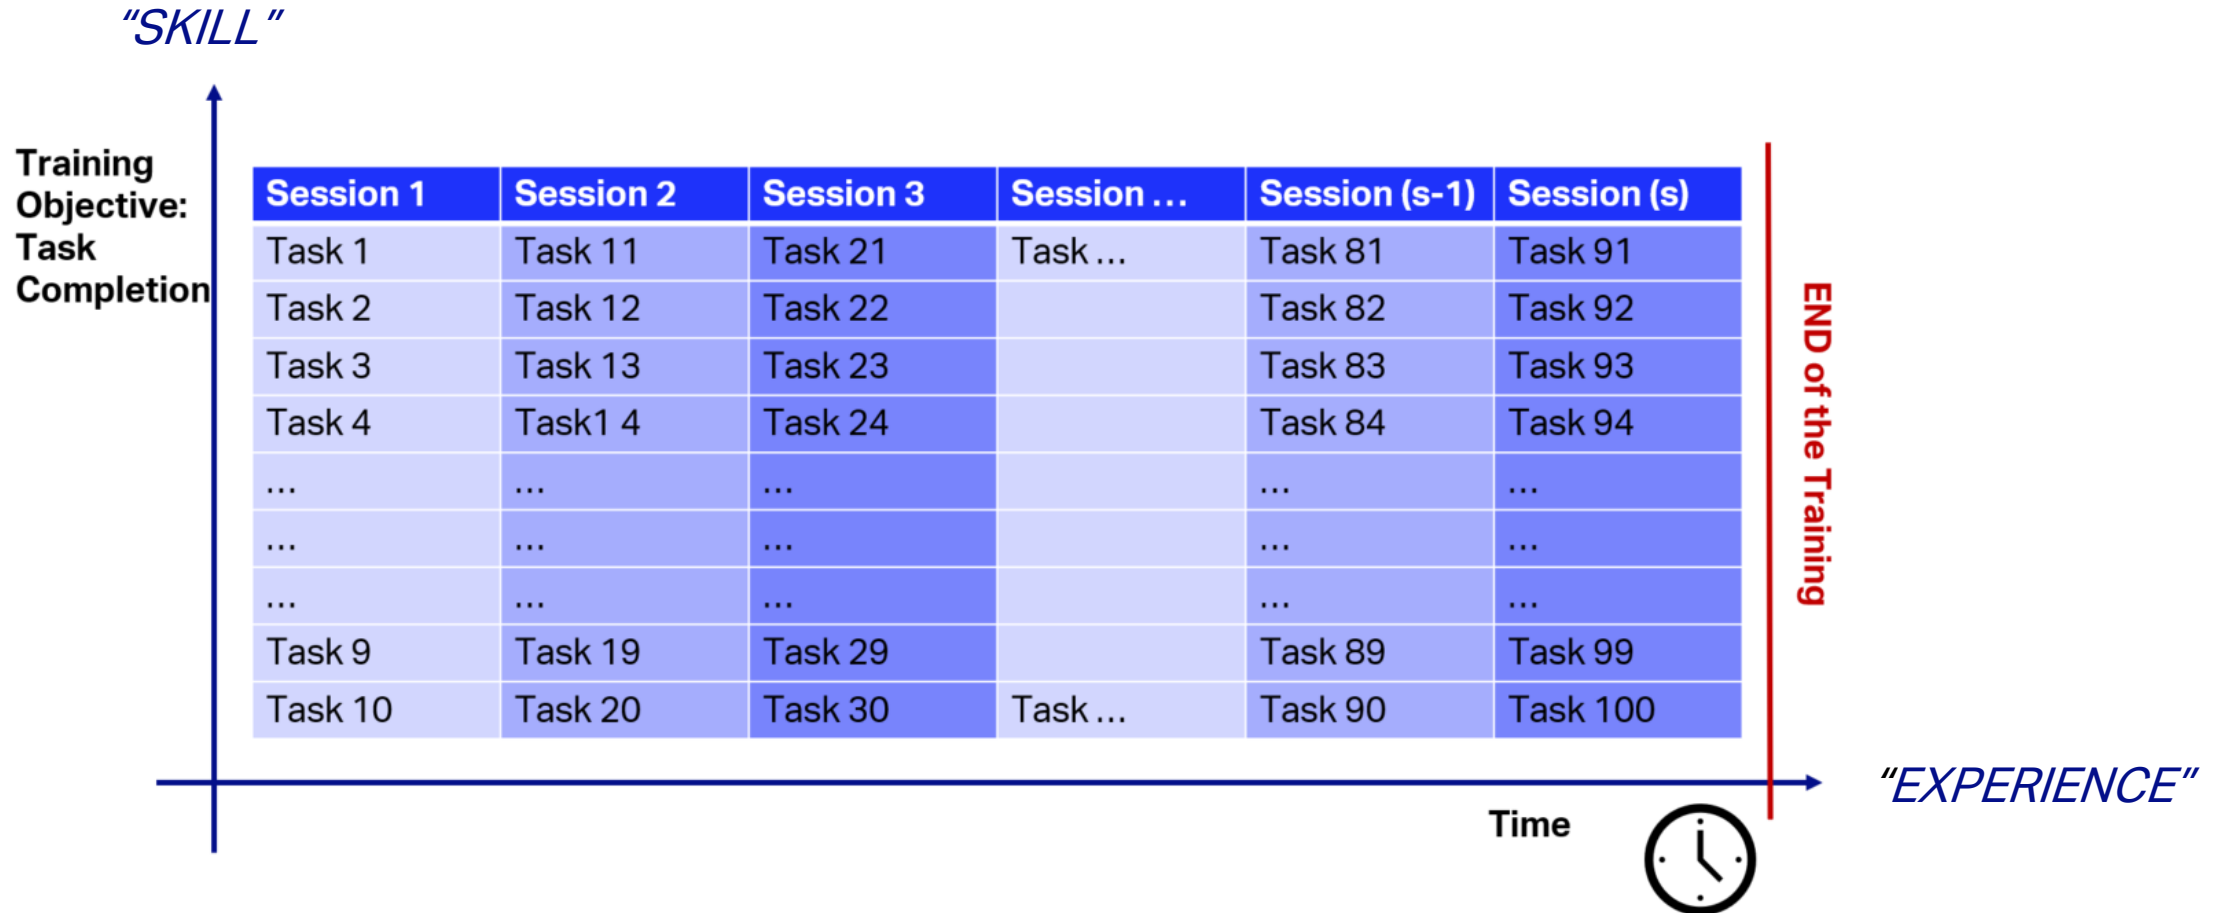 “SKILL”
Training
Objective:
Task
Completion
Session 1 Session 2 Session 3 Session ... Session (s-1) Session (s)
Task 1 Task 11 Task 21 Task ... Task 81 Task 91
Task 2 Task 12 Task 22 Task 82 Task 92
Task 3 Task 13 Task 23 Task 83 Task 93
Task 4 Task1 4 Task 24 Task 84 Task 94
... ... ... ... ...
... ... ... ... ...
... ... ... ... ...
Task 9 Task 19 Task 29 Task 89 Task 99
Task 10 Task 20 Task 30 Task ... Task 90 Task 100
END of the Training
“EXPERIENCE”
Time